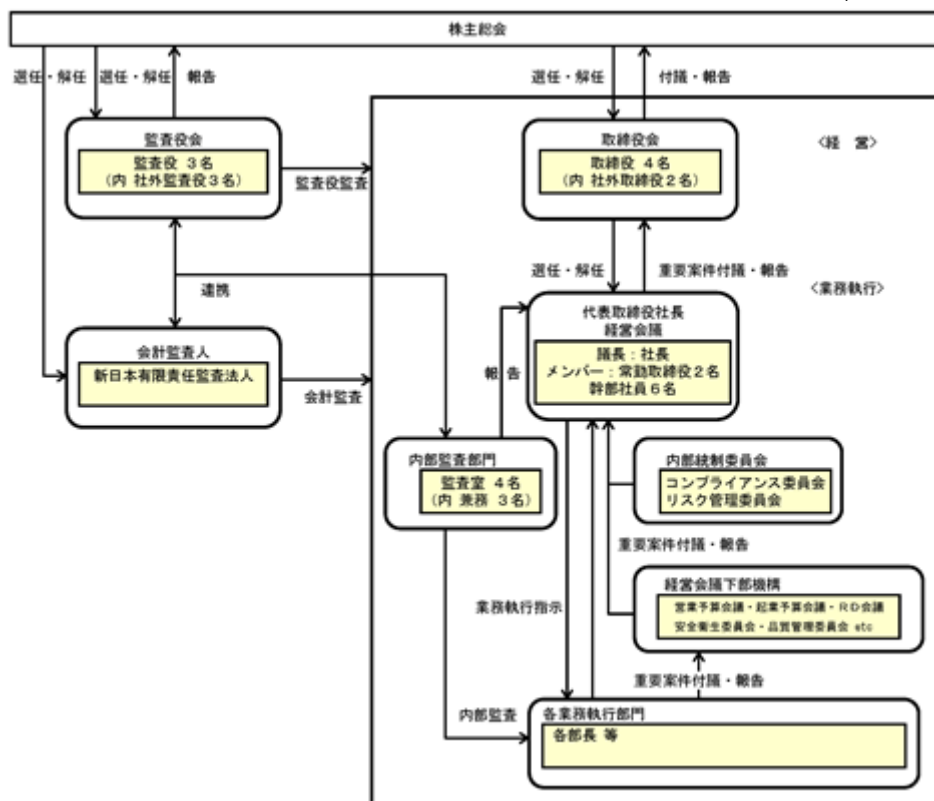 株主総会
選任・解任
選任・解任
報告
選任・解任
付議・報告
監査役会
監査役 3名
(内 社外監査役3名)
監査役監査
取締役会
取締役 4名
(内 社外取締役2名)
<経 営>
選任・解任
重要案件付議・報告
<業務執行>
連携
代表取締役社長
経営会議
議長:社長
メンバー:常勤取締役2名
幹部社員6名
会計監査人
新日本有限責任監査法人
会計監査
報告
内部監査部門
監査室 4名
(内 兼務 3名)
内部統制委員会
コンプライアンス委員会
リスク管理委員会
重要案件付議・報告
経営会議下部機構
営業予算会議・起業予算会議・RD会議
安全衛生委員会・品質管理委員会 etc
業務執行指示
重要案件付議・報告
内部監査
各業務執行部門
各部長 等